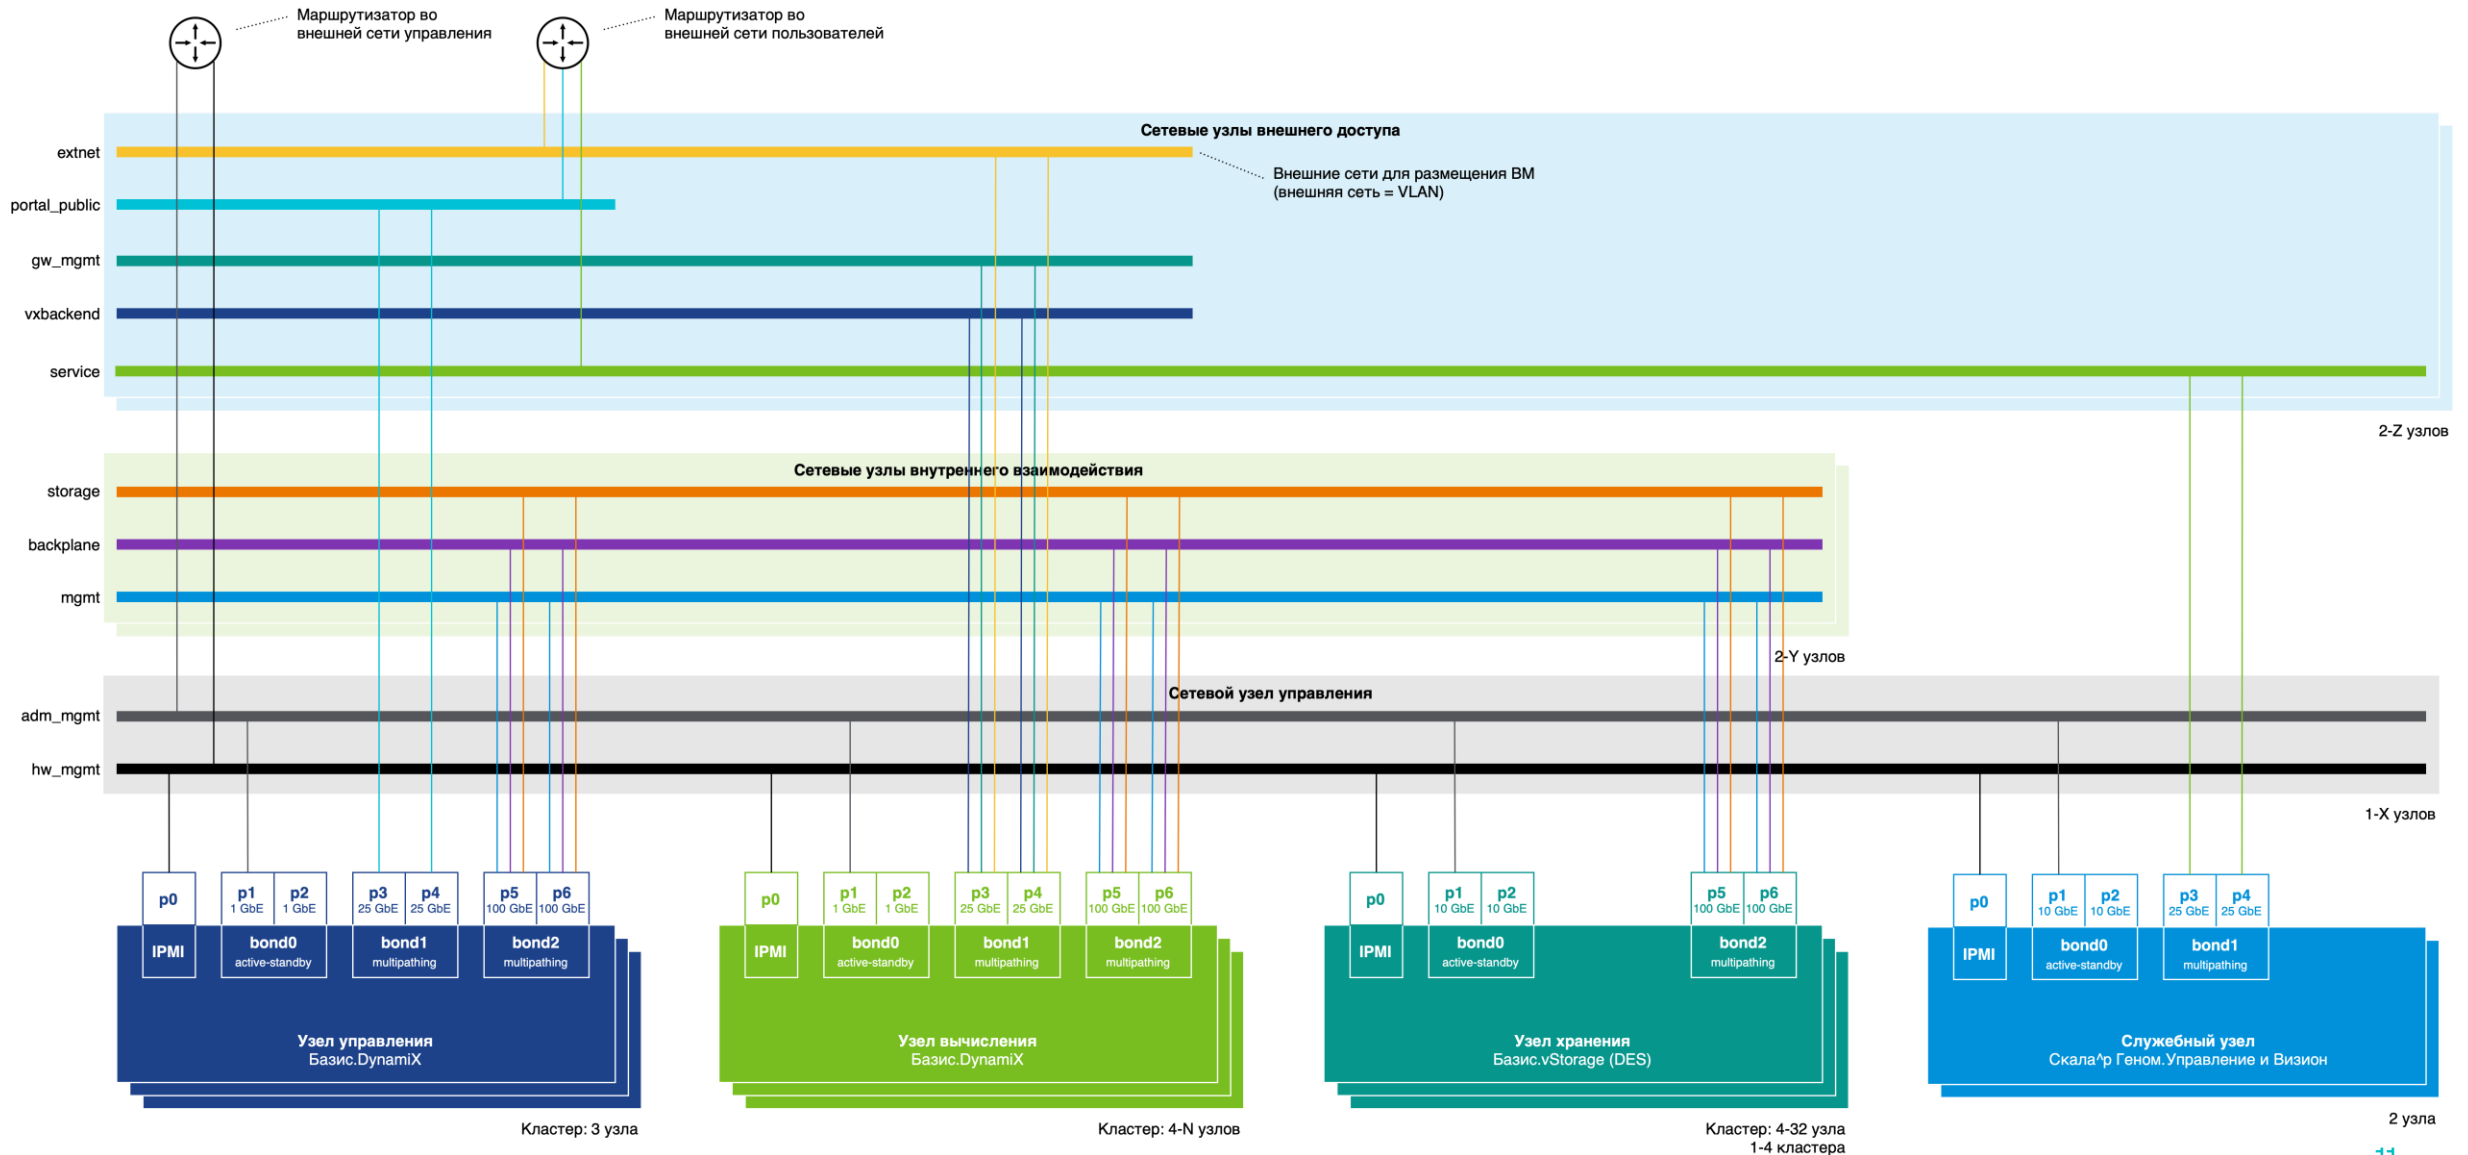 Маршрутизатор во
внешней сети управления
Маршрутизатор во
внешней сети пользователей
Сетевые узлы внешнего доступа
extnet
Внешние сети для размещения ВМ
(внешняя сеть = VLAN)
portal_public
gw_mgmt
vxbackend
service
2-Z узлов
Сетевые узлы внутреннего взаимодействия
storage
backplane
mgmt
2-Y узлов
Сетевой узел управления
adm_mgmt
hw_mgmt
1-X узлов
p0
p1
1 GbE
p2
1 GbE
p3
25 GbE
p4
25 GbE
p5
100 GbE
p6
100 GbE
IPMI
bond0
active-standby
bond1
multipathing
bond2
multipathing
Узел управления
Базис.DynamiX
Кластер: 3 узла
p0
p1
1 GbE
p2
1 GbE
p3
25 GbE
p4
25 GbE
p5
100 GbE
p6
100 GbE
IPMI
bond0
active-standby
bond1
multipathing
bond2
multipathing
Узел вычисления
Базис.DynamiX
Кластер: 4-N узлов
p0
p1
10 GbE
p2
10 GbE
p5
100 GbE
p6
100 GbE
IPMI
bond0
active-standby
bond2
multipathing
Узел хранения
Базис.vStorage (DES)
Кластер: 4-32 узла
1-4 кластера
p0
p1
10 GbE
p2
10 GbE
p3
25 GbE
p4
25 GbE
IPMI
bond0
active-standby
bond1
multipathing
Служебный узел
Скала^р Геном.Управление и Визион
2 узла